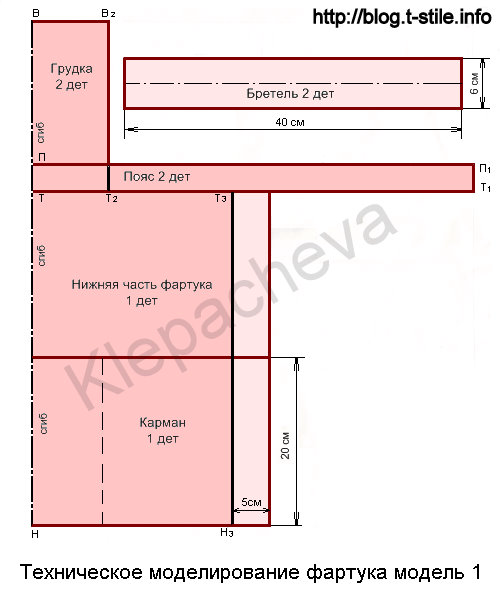 http://blog.t-stile.info
В
В2
Грудка
2 дет
Бретель 2 дет
6 см
40 см
сгиб
П
Пояс 2 дет
П1
Т
Т2
Т3
Т1
сгиб
Нижняя часть фартука
1 дет
Klepacheva
сгиб
Карман
1 дет
20 см
5см
Н
Н3
Техническое моделирование фартука модель 1